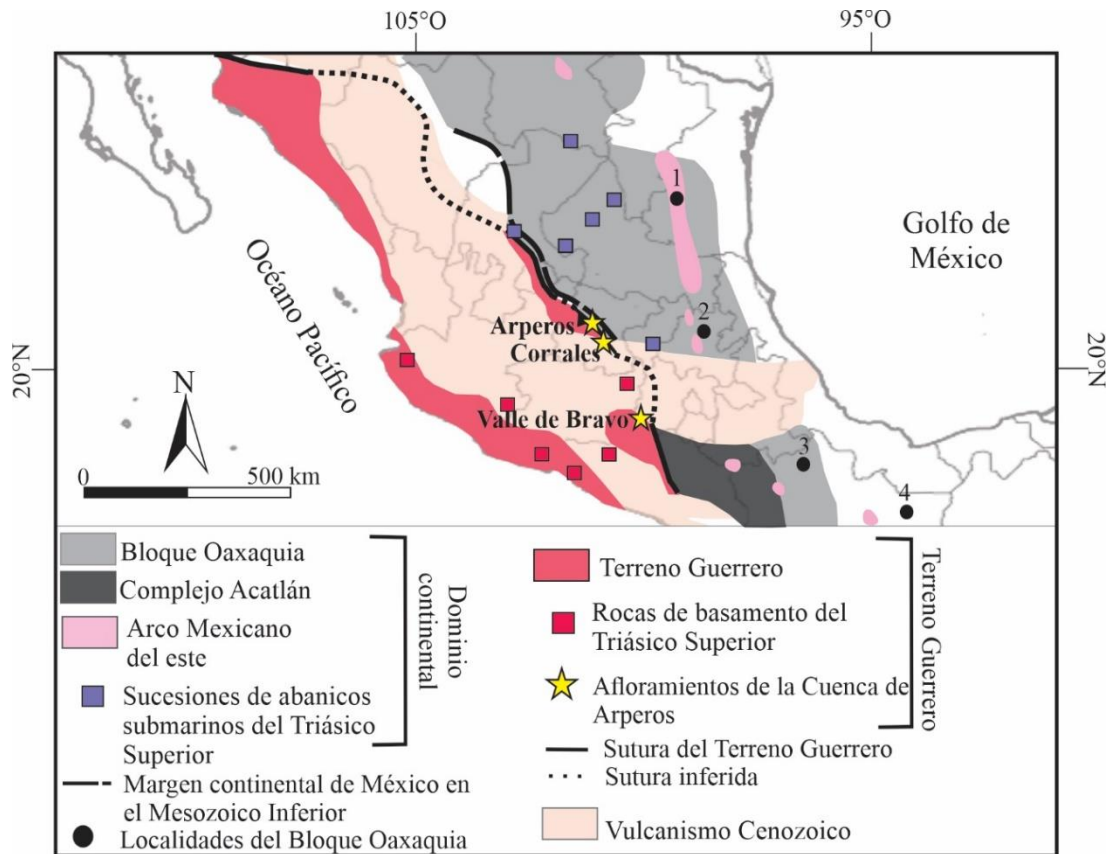 105°O
95°O
20°N
20°N
Golfo de
México
Océano Pacífico
N
0
500 km
1
2
3
4
Arperos
Corrales
Valle de Bravo
Bloque Oaxaquia
Complejo Acatlán
Arco Mexicano
del este
Sucesiones de abanicos
submarinos del Triásico
Superior
Dominio
continental
Margen continental de México en
el Mesozoico Inferior
Localidades del Bloque Oaxaquia
Terreno Guerrero
Rocas de basamento del
Triásico Superior
Afloramientos de la Cuenca de
Arperos
Terreno Guerrero
Sutura del Terreno Guerrero
Sutura inferida
Vulcanismo Cenozoico